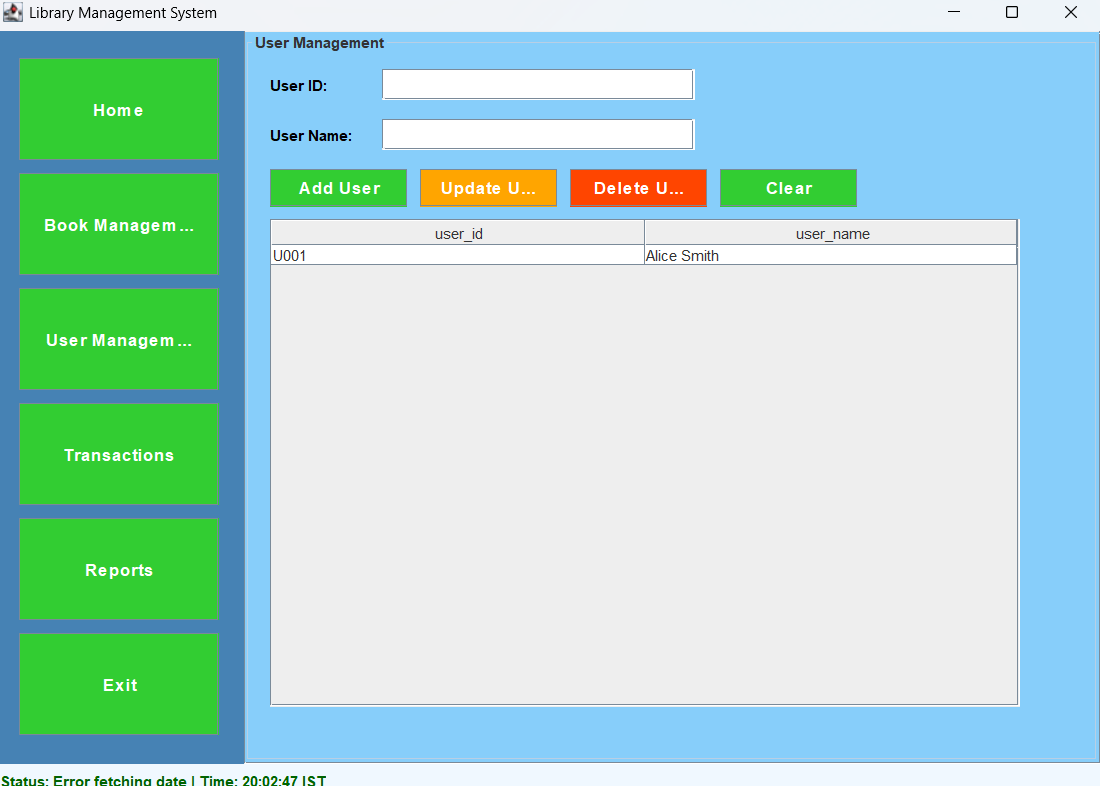 Library Management System
User Management
User ID:
User Name:
Home
Book Managem...
User Managem...
Transactions
Reports
Exit
Add User Update U... Delete U... Clear
user_id user_name
U001 Alice Smith
Status: Error fetching date | Time: 20:02:47 IST